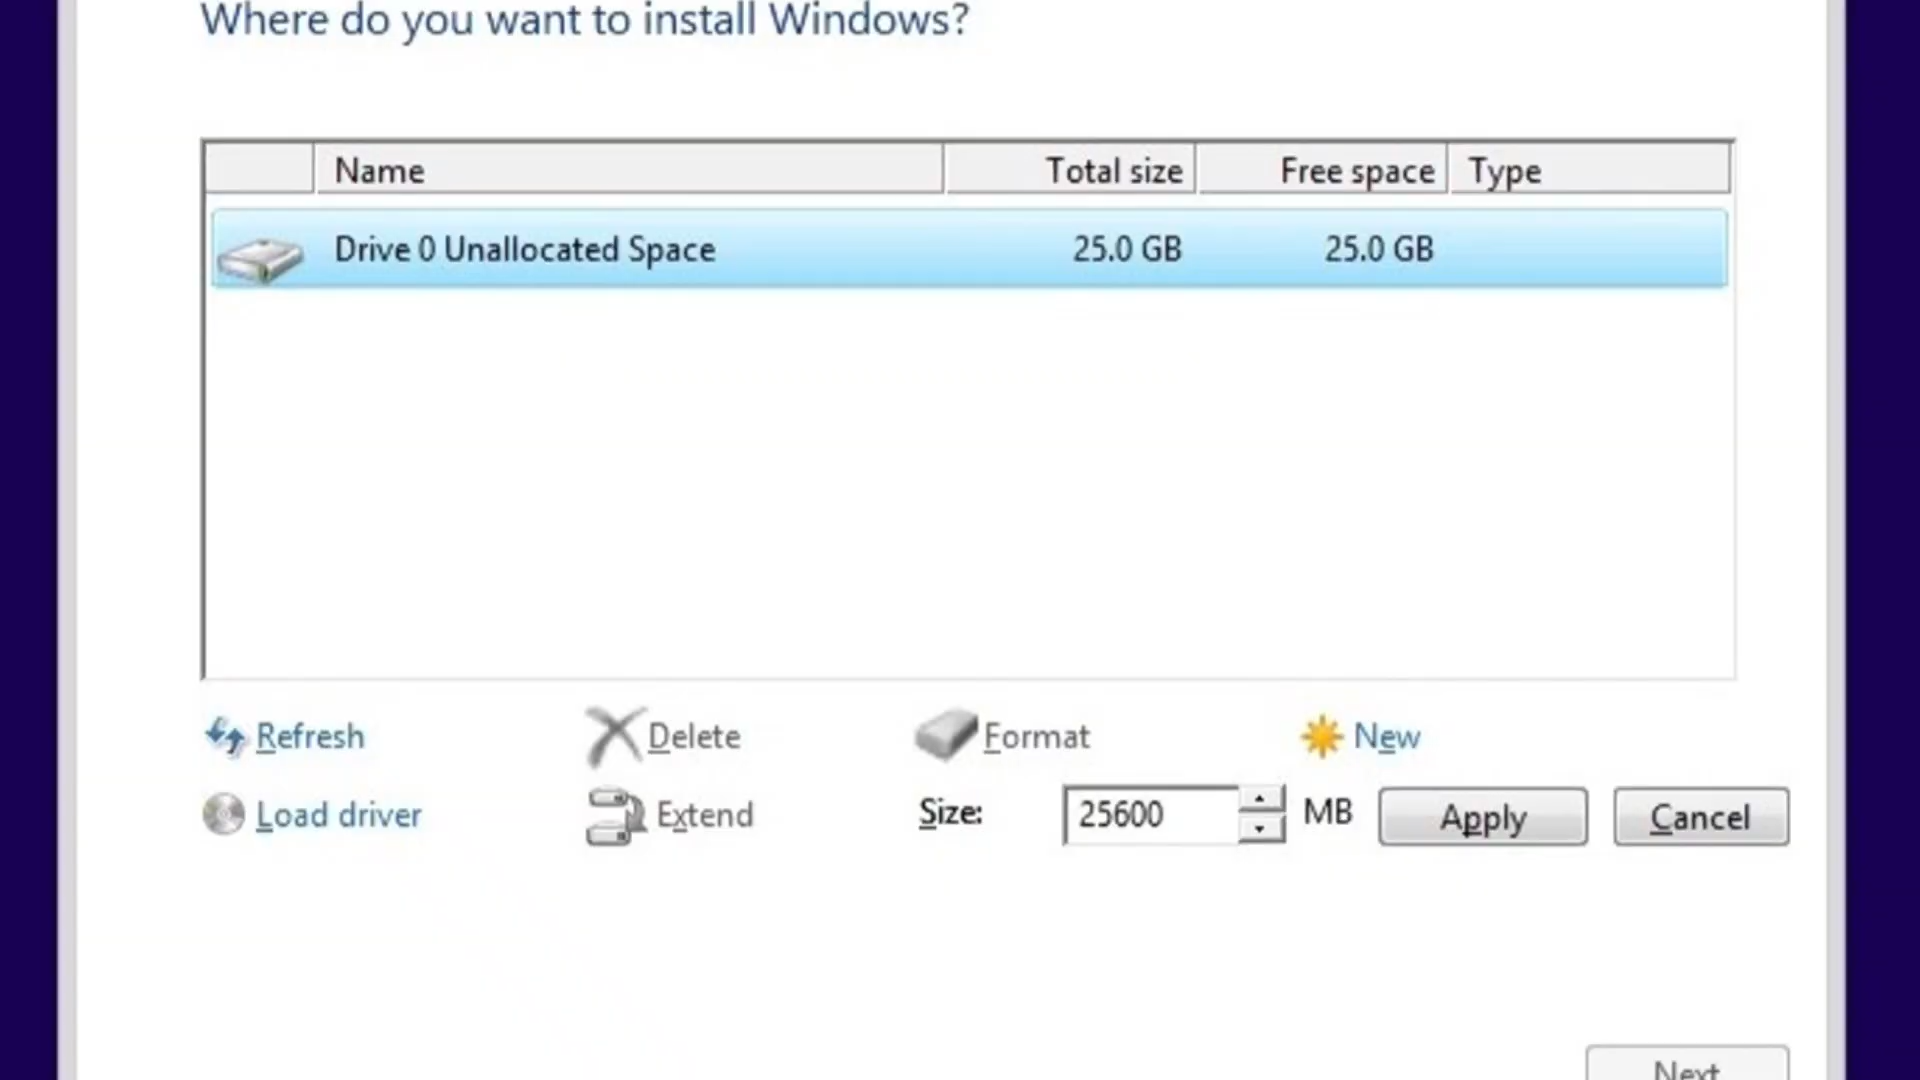 Where do you want to install Windows?
Name Total size Free space Type
Drive 0 Unallocated Space 25.0 GB 25.0 GB
Refresh Delete Format New
Load driver Extend Size: 25600 MB Apply Cancel
Next